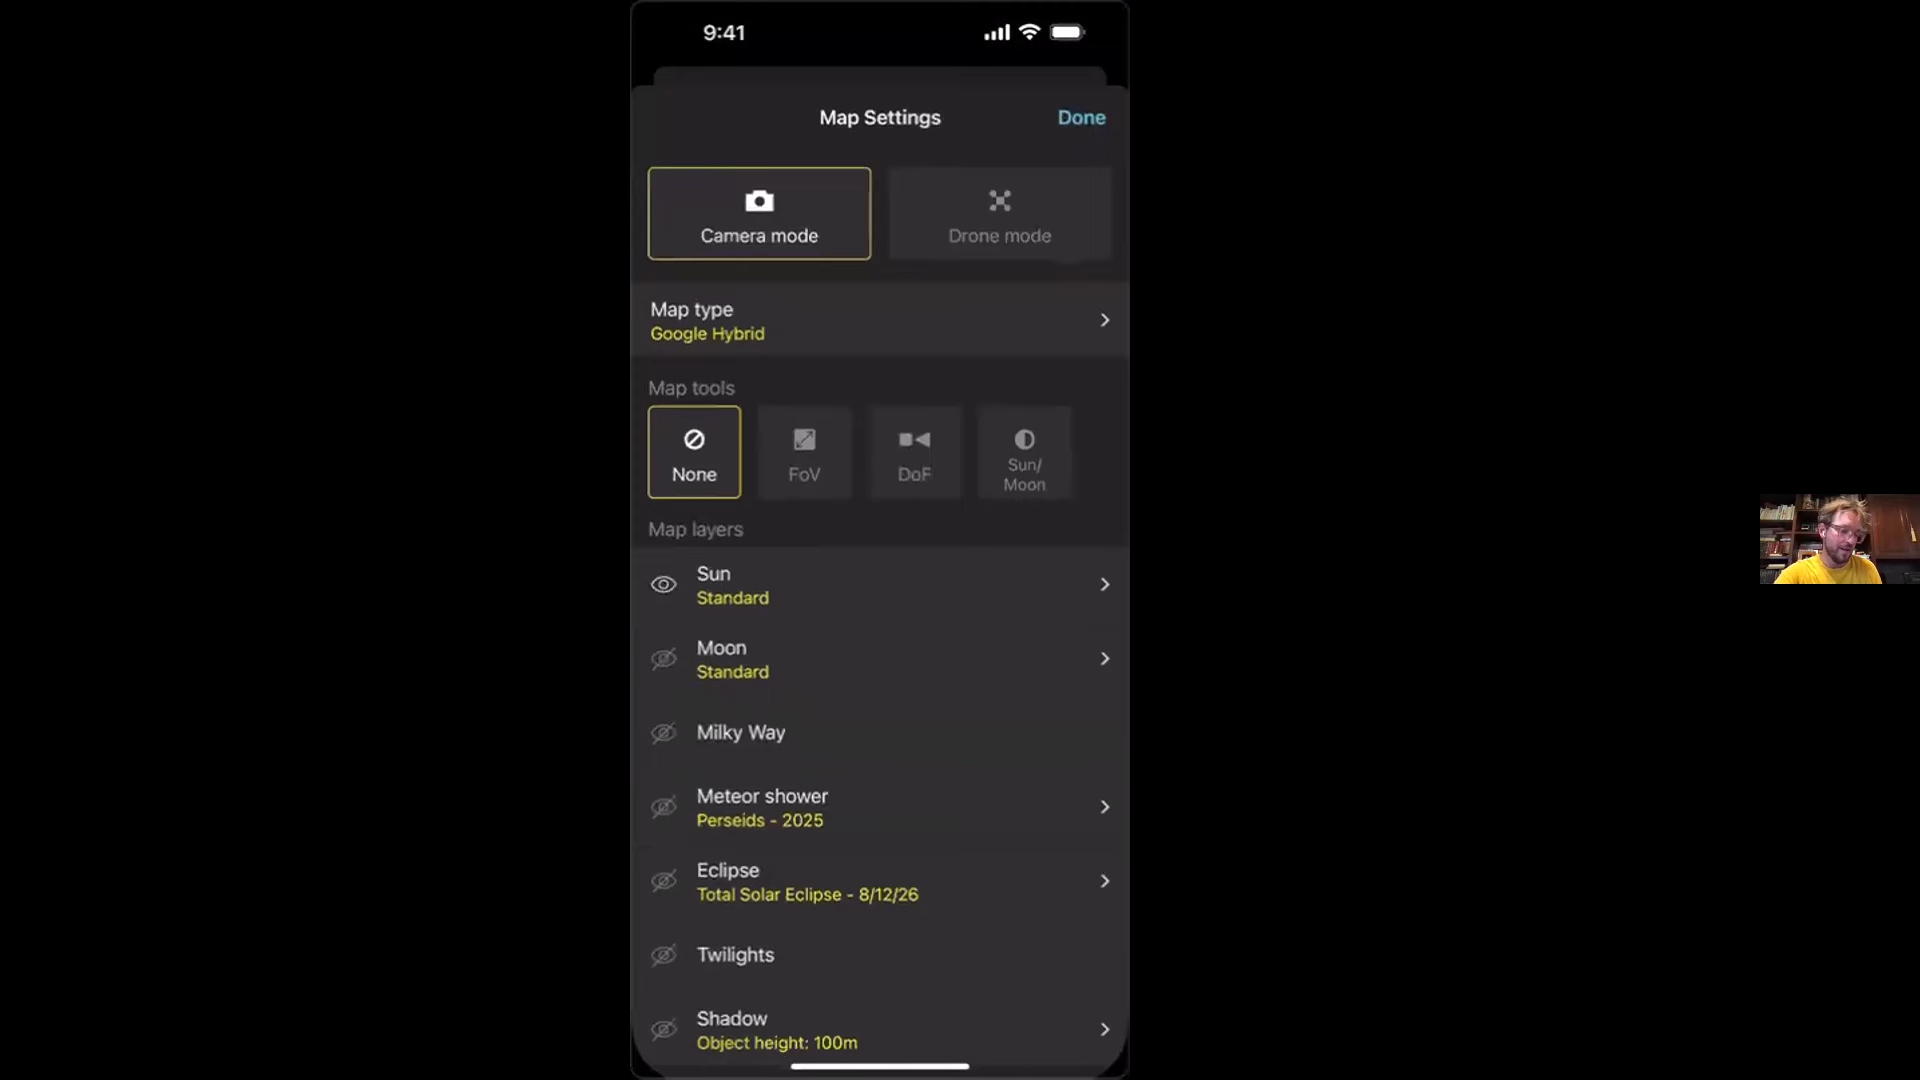 9:41
Map Settings
Done
Camera mode
Drone mode
Map type
Google Hybrid
Map tools
None
FoV
DoF
Sun/
Moon
Map layers
Sun
Standard
Moon
Standard
Milky Way
Meteor shower
Perseids - 2025
Eclipse
Total Solar Eclipse - 8/12/26
Twilights
Shadow
Object height: 100m